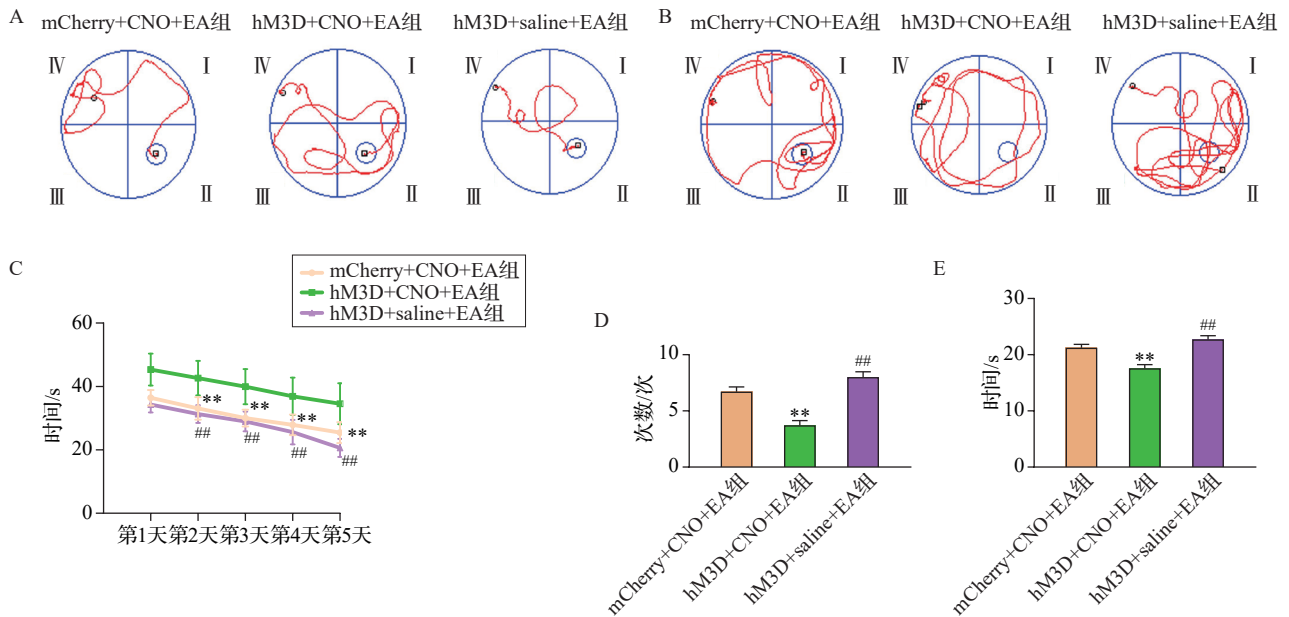 A
mCherry+CNO+EA组
hM3D+CNO+EA组
hM3D+saline+EA组
Ⅳ
Ⅰ
Ⅲ
Ⅱ
Ⅳ
Ⅰ
Ⅲ
Ⅱ
Ⅳ
Ⅰ
Ⅲ
Ⅱ
B
mCherry+CNO+EA组
hM3D+CNO+EA组
hM3D+saline+EA组
Ⅳ
Ⅰ
Ⅲ
Ⅱ
Ⅳ
Ⅰ
Ⅲ
Ⅱ
Ⅳ
Ⅰ
Ⅲ
Ⅱ
C
mCherry+CNO+EA组
hM3D+CNO+EA组
hM3D+saline+EA组
时间/s
60
40
20
0
** ** ** **
## ## ## ##
第1天 第2天 第3天 第4天 第5天
D
次数/次
10
5
0
**
##
mCherry+CNO+EA组
hM3D+CNO+EA组
hM3D+saline+EA组
E
时间/s
30
20
10
0
**
##
mCherry+CNO+EA组
hM3D+CNO+EA组
hM3D+saline+EA组